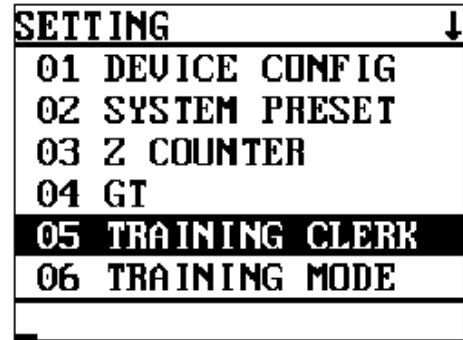 SETTING ↓
01 DEVICE CONFIG
02 SYSTEM PRESET
03 Z COUNTER
04 GT
05 TRAINING CLERK
06 TRAINING MODE